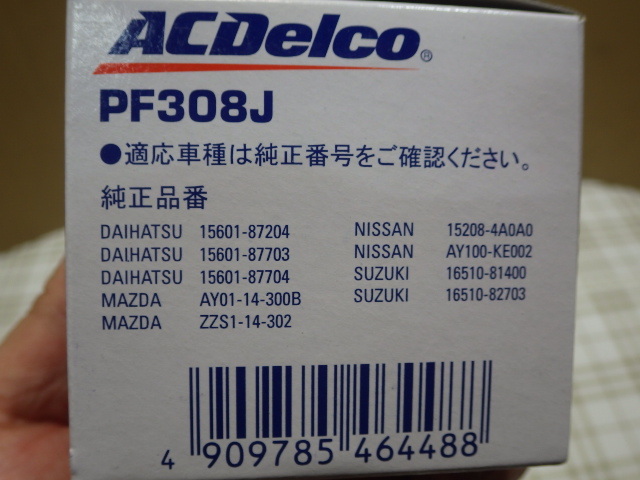 ACDelco®
PF308J
●適応車種は純正番号をご確認ください。
純正品番
DAIHATSU 15601-87204
DAIHATSU 15601-87703
DAIHATSU 15601-87704
MAZDA AY01-14-300B
MAZDA ZZS1-14-302
NISSAN 15208-4A0A0
NISSAN AY100-KE002
SUZUKI 16510-81400
SUZUKI 16510-82703
4 909785 464488